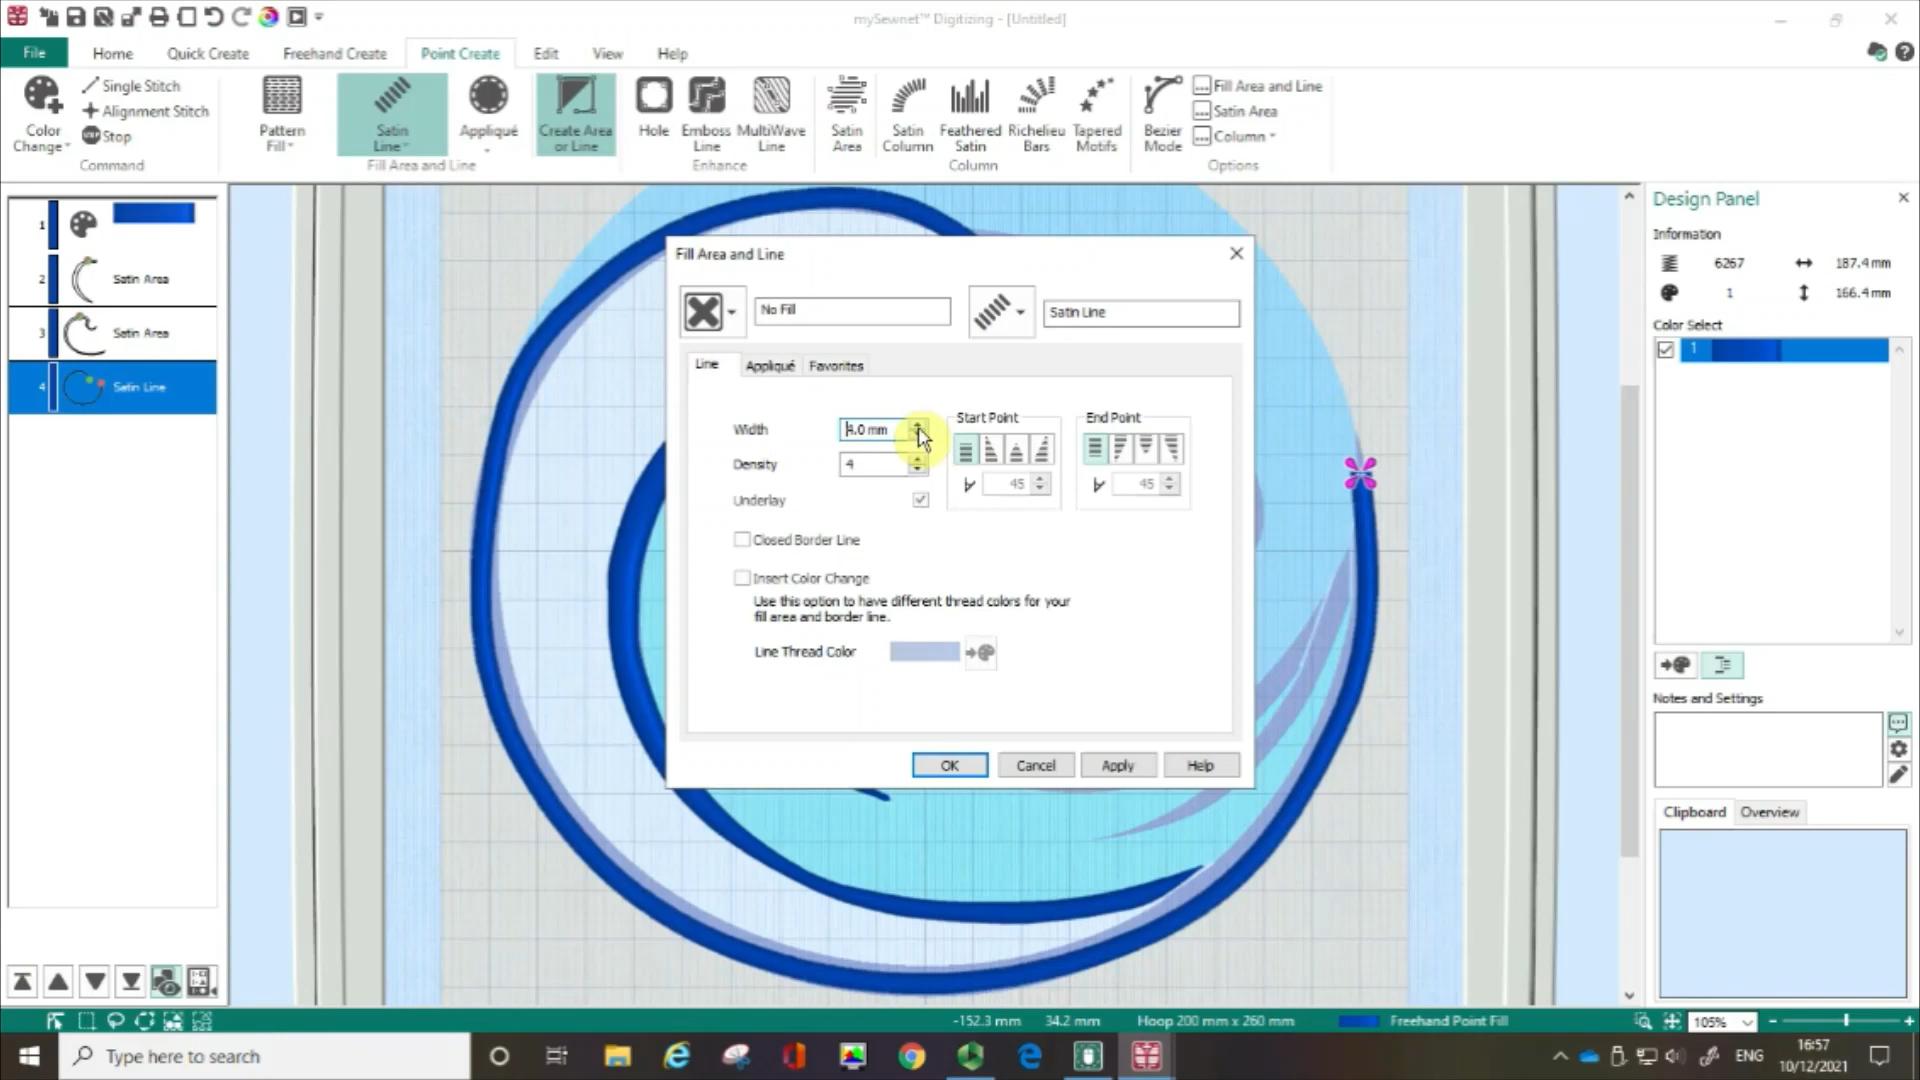 mySewnet™ Digitizing - [Untitled]
File
Home
Quick Create
Freehand Create
Point Create
Edit
View
Help
Color Change
Single Stitch
Alignment Stitch
Stop
Command
Pattern Fill
Satin Line
Appliqué
Create Area or Line
Fill Area and Line
Hole
Emboss Line
MultiWave Line
Enhance
Satin Area
Satin Column
Feathered Satin
Richelieu Bars
Tapered Motifs
Column
Bezier Mode
Fill Area and Line
Satin Area
Column
Options
1
2 Satin Area
3 Satin Area
4 Satin Line
Fill Area and Line
No Fill
Satin Line
Line
Appliqué
Favorites
Width
4.0 mm
Start Point
End Point
Density
4
45
45
Underlay
Closed Border Line
Insert Color Change
Use this option to have different thread colors for your
fill area and border line.
Line Thread Color
OK
Cancel
Apply
Help
Design Panel
Information
6267
187.4 mm
1
166.4 mm
Color Select
1
Notes and Settings
Clipboard
Overview
-152.3 mm
34.2 mm
Hoop 200 mm x 260 mm
Freehand Point Fill
105%
Type here to search
ENG
16:57
10/12/2021